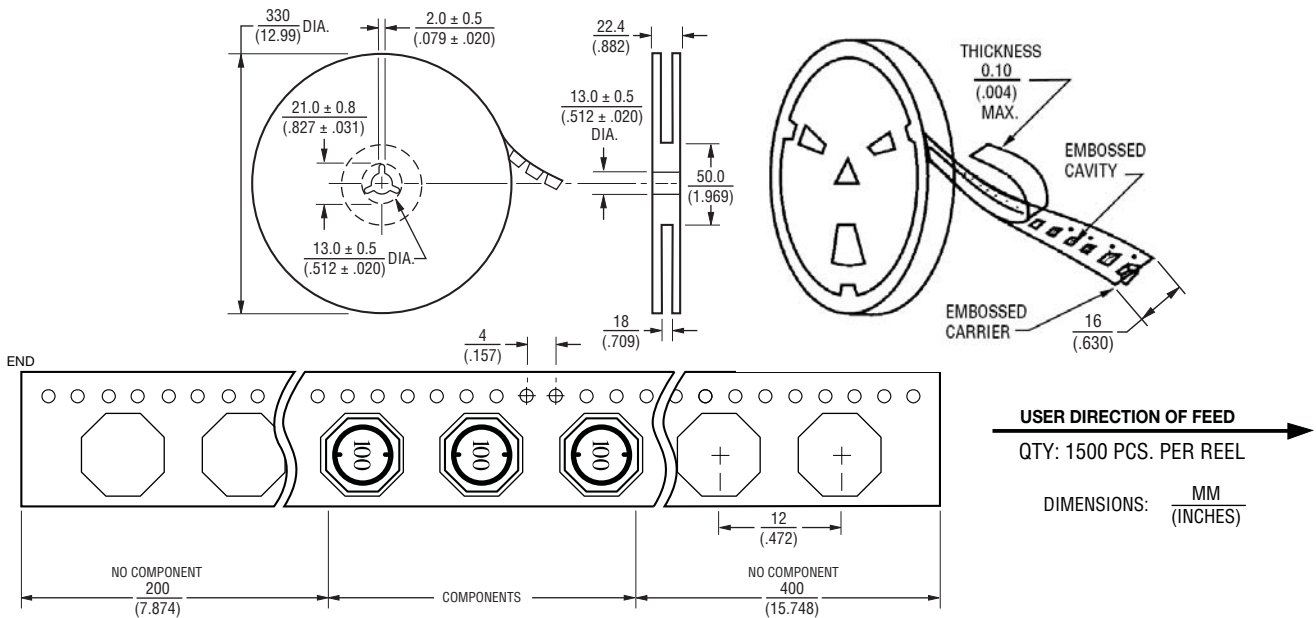 330
(12.99)
DIA.
2.0 ± 0.5
(.079 ± .020)
22.4
(.882)
21.0 ± 0.8
(.827 ± .031)
13.0 ± 0.5
(.512 ± .020)
DIA.
50.0
(1.969)
13.0 ± 0.5
(.512 ± .020)
DIA.
18
(.709)
THICKNESS
0.10
(.004)
MAX.
EMBOSSED
CAVITY
EMBOSSED
CARRIER
16
(.630)
4
(.157)
END
100
100
100
12
(.472)
NO COMPONENT
200
(7.874)
COMPONENTS
NO COMPONENT
400
(15.748)
USER DIRECTION OF FEED
QTY: 1500 PCS. PER REEL
DIMENSIONS:
MM
(INCHES)